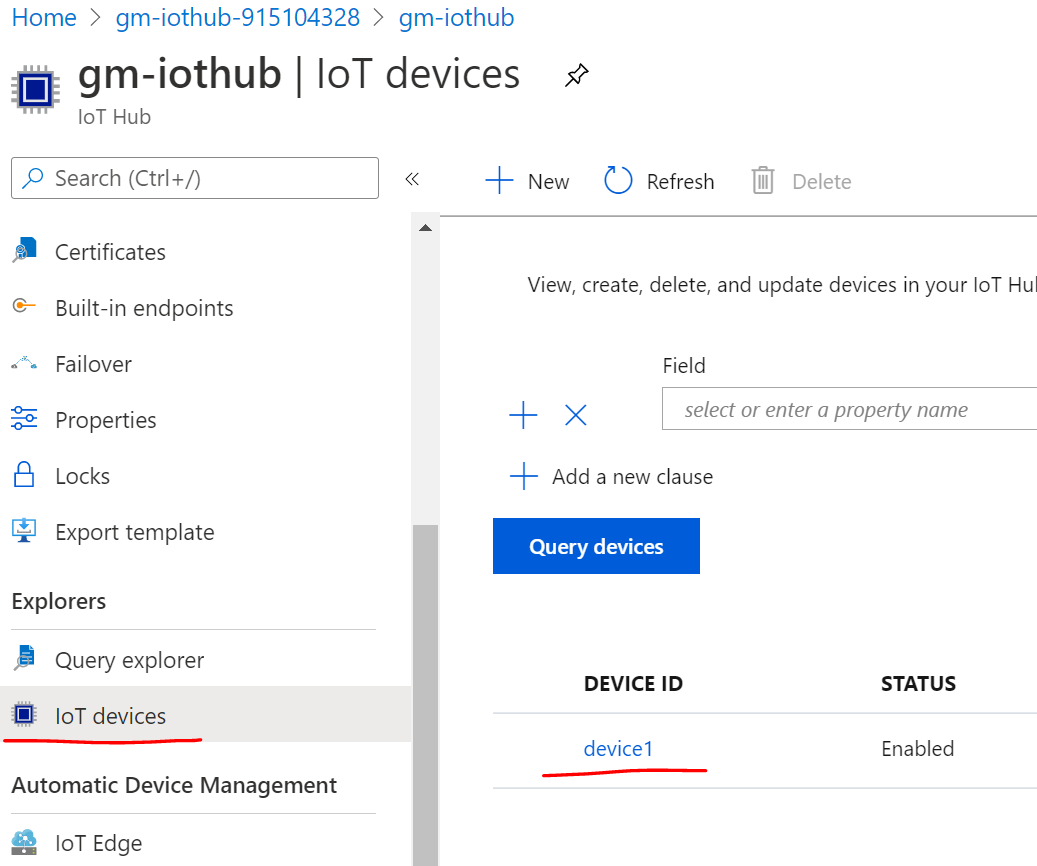 Home > gm-iothub-915104328 > gm-iothub
gm-iothub | IoT devices
IoT Hub
Search (Ctrl+/)
«
New
Refresh
Delete
Certificates
Built-in endpoints
Failover
Properties
Locks
Export template
Explorers
Query explorer
IoT devices
Automatic Device Management
IoT Edge
View, create, delete, and update devices in your IoT
Field
select or enter a property name
Add a new clause
Query devices
DEVICE ID STATUS
device1 Enabled